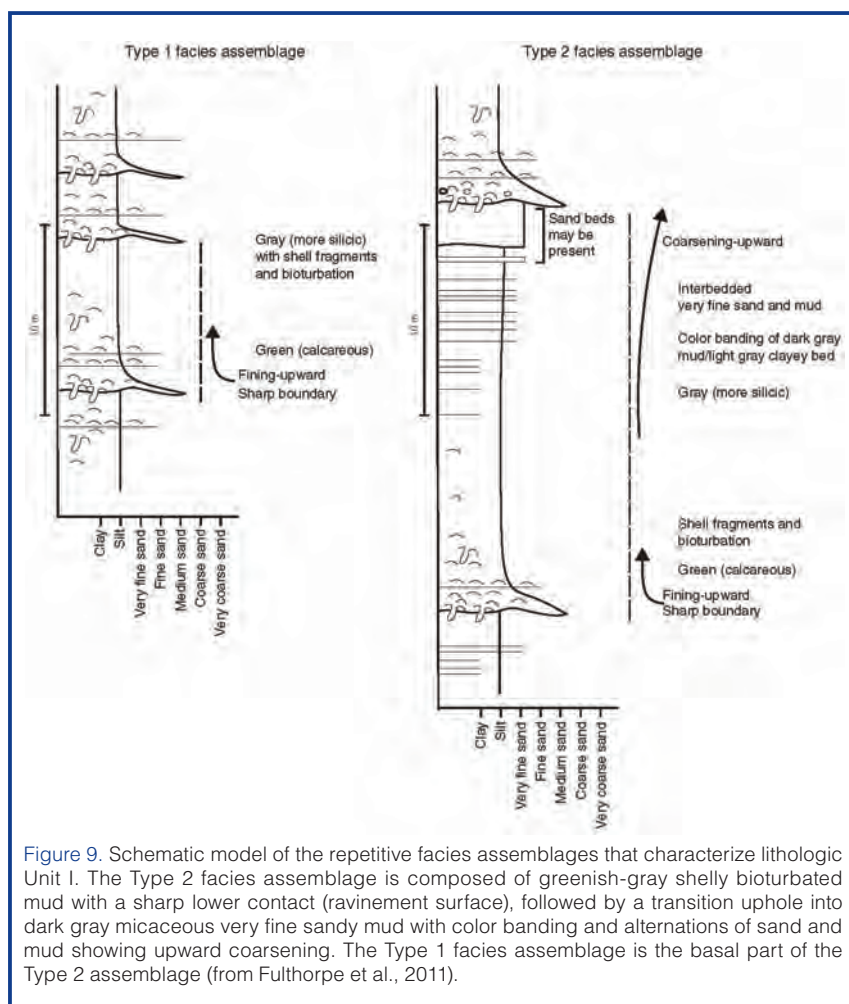 Type 1 facies assemblage
Gray (more silicic)
with shell fragments
and bioturbation
Green (calcareous)
Fining-upward
Sharp boundary
Clay
Silt
Very fine sand
Fine sand
Medium sand
Coarse sand
Very coarse sand
Type 2 facies assemblage
Sand beds
may be
present
Coarsening-upward
Interbedded
very fine sand and mud
Color banding of dark gray
mud/light gray clayey bed
Gray (more silicic)
Shell fragments and
bioturbation
Green (calcareous)
Fining-upward
Sharp boundary
Clay
Silt
Very fine sand
Fine sand
Medium sand
Coarse sand
Very coarse sand
Figure 9. Schematic model of the repetitive facies assemblages that characterize lithologic
Unit I. The Type 2 facies assemblage is composed of greenish-gray shelly bioturbated
mud with a sharp lower contact (ravinement surface), followed by a transition uphole into
dark gray micaceous very fine sandy mud with color banding and alternations of sand and
mud showing upward coarsening. The Type 1 facies assemblage is the basal part of the
Type 2 assemblage (from Fulthorpe et al., 2011).